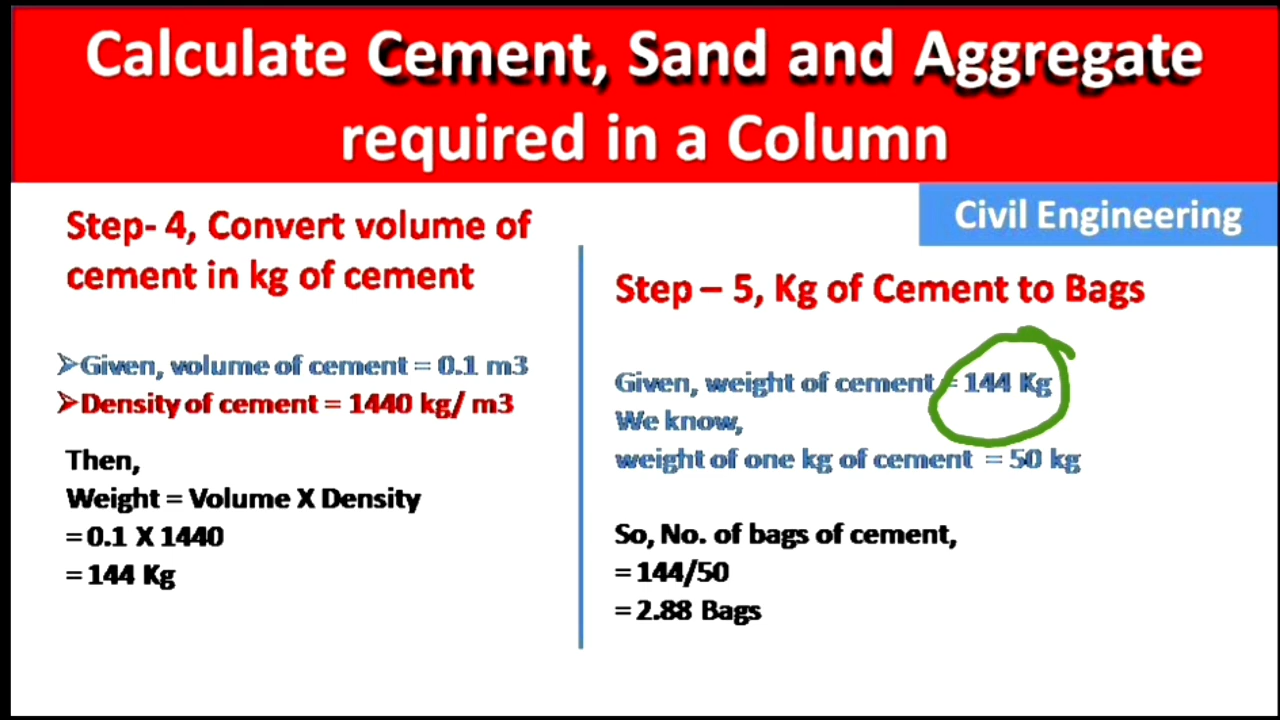 Calculate Cement, Sand and Aggregate
required in a Column
Civil Engineering
Step- 4, Convert volume of
cement in kg of cement
➢Given, volume of cement = 0.1 m3
➢Density of cement = 1440 kg/ m3
Then,
Weight = Volume X Density
= 0.1 X 1440
= 144 Kg
Step – 5, Kg of Cement to Bags
Given, weight of cement = 144 Kg
We know,
weight of one kg of cement = 50 kg
So, No. of bags of cement,
= 144/50
= 2.88 Bags